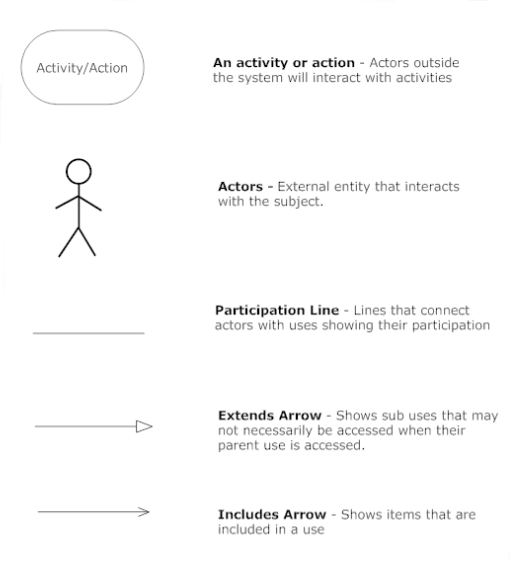 Activity/Action
An activity or action - Actors outside
the system will interact with activities
Actors - External entity that interacts
with the subject.
Participation Line - Lines that connect
actors with uses showing their participation
Extends Arrow - Shows sub uses that may
not necessarily be accessed when their
parent use is accessed.
Includes Arrow - Shows items that are
included in a use